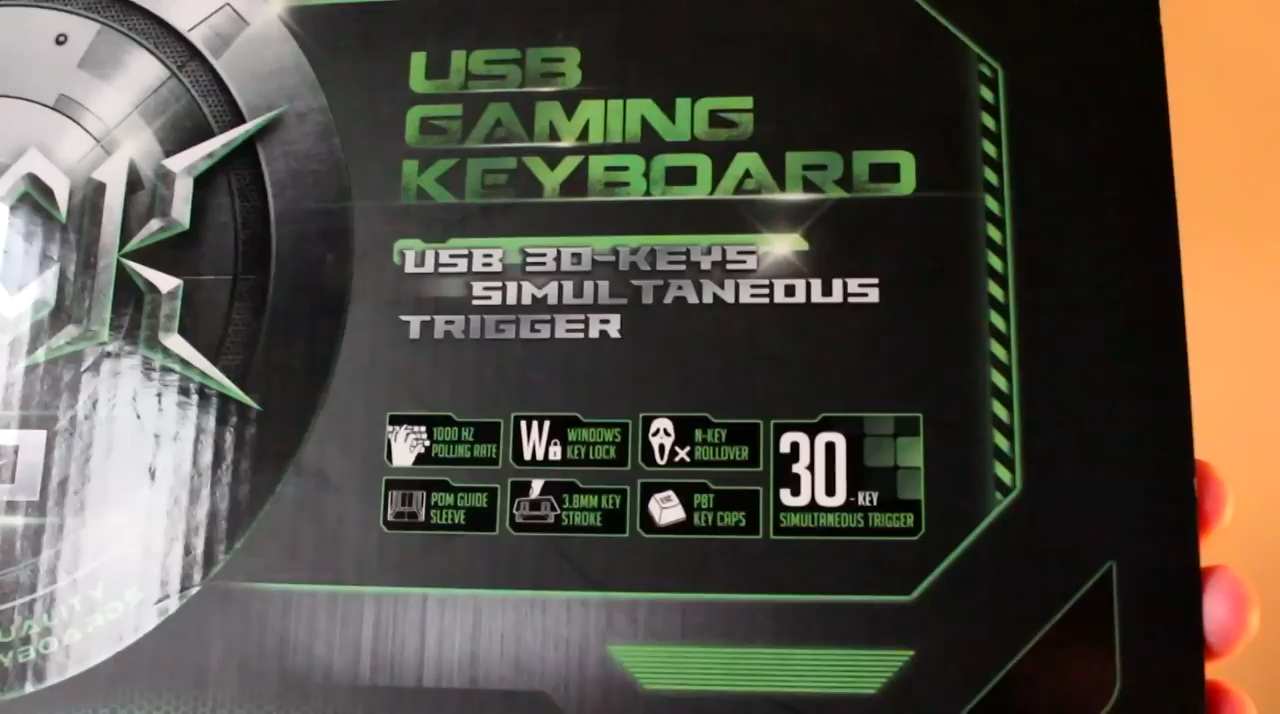 USB
GAMING
KEYBOARD
USB 30-KEYS
SIMULTANEOUS
TRIGGER
1000 HZ
POLLING RATE
W WINDOWS
KEY LOCK
N-KEY
ROLLOVER
30-KEY
SIMULTANEOUS TRIGGER
POM GUIDE
SLEEVE
3.8MM KEY
STROKE
PBT
KEY CAPS